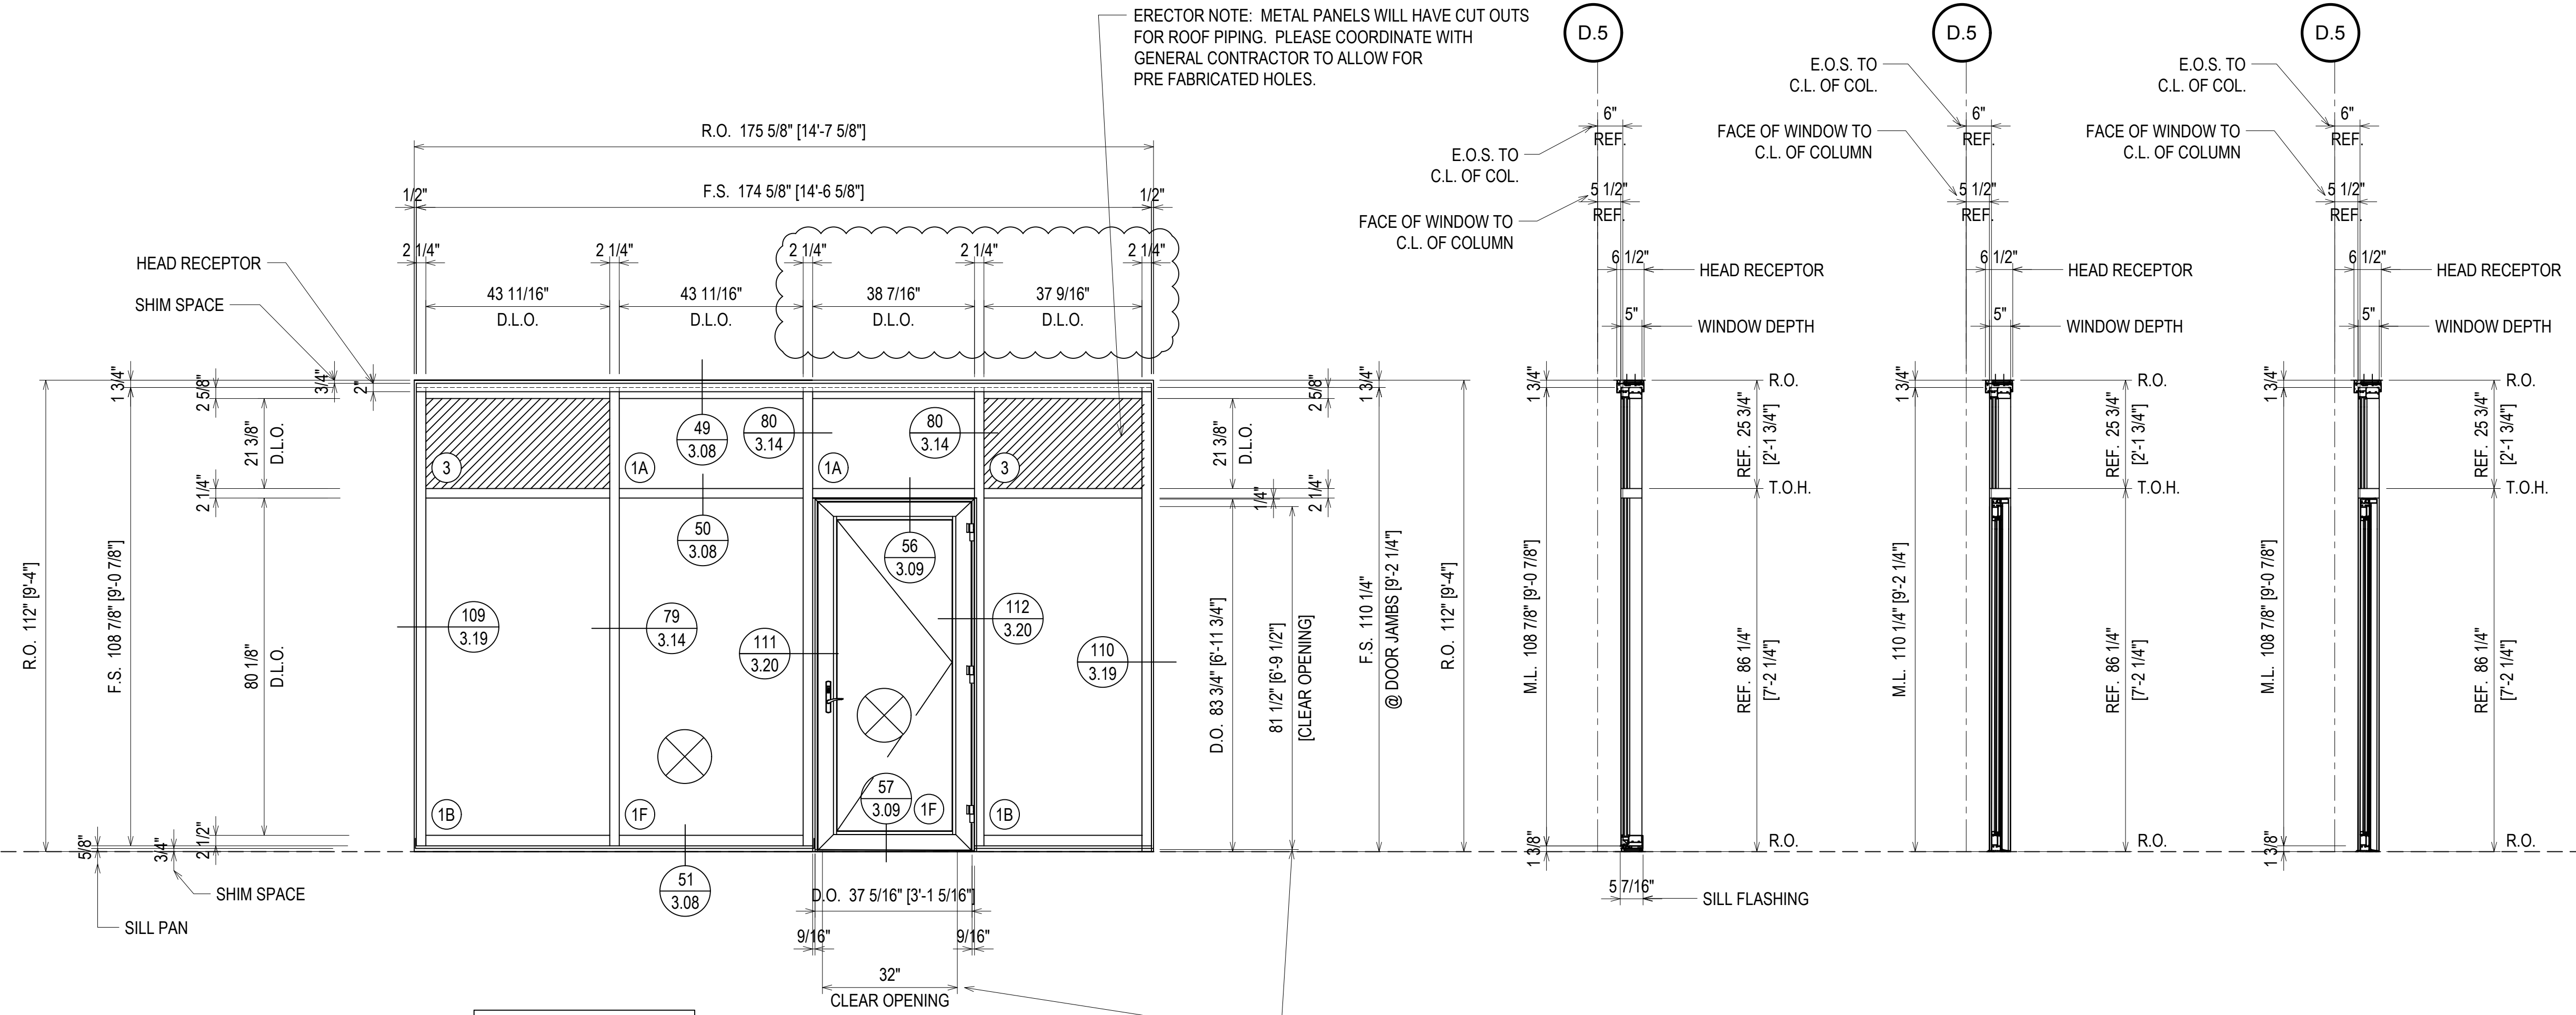 ERECTOR NOTE: METAL PANELS WILL HAVE CUT OUTS
FOR ROOF PIPING. PLEASE COORDINATE WITH
GENERAL CONTRACTOR TO ALLOW FOR
PRE FABRICATED HOLES.
R.O. 175 5/8" [14'-7 5/8"]
F.S. 174 5/8" [14'-6 5/8"]
1/2"
1/2"
2 1/4"
2 1/4"
2 1/4"
2 1/4"
2 1/4"
43 11/16"
D.L.O.
43 11/16"
D.L.O.
38 7/16"
D.L.O.
37 9/16"
D.L.O.
HEAD RECEPTOR
SHIM SPACE
1 3/4"
2 5/8"
3/4"
2"
21 3/8"
D.L.O.
2 1/4"
R.O. 112" [9'-4"]
F.S. 108 7/8" [9'-0 7/8"]
80 1/8"
D.L.O.
5/8"
3/4"
2 1/2"
SHIM SPACE
SILL PAN
3
1A
1A
3
49
3.08
80
3.14
80
3.14
50
3.08
56
3.09
109
3.19
79
3.14
111
3.20
112
3.20
110
3.19
57
3.09
1B
1F
1F
1B
51
3.08
D.O. 37 5/16" [3'-1 5/16"]
9/16"
9/16"
32"
CLEAR OPENING
2 5/8"
1 3/4"
21 3/8"
D.L.O.
1/4"
2 1/4"
D.O. 83 3/4" [6'-11 3/4"]
81 1/2" [6'-9 1/2"]
[CLEAR OPENING]
F.S. 110 1/4"
@ DOOR JAMBS [9'-2 1/4"]
R.O. 112" [9'-4"]
D.5
E.O.S. TO
C.L. OF COL.
6"
REF.
FACE OF WINDOW TO
C.L. OF COLUMN
5 1/2"
REF.
6 1/2"
HEAD RECEPTOR
5"
WINDOW DEPTH
1 3/4"
R.O.
REF. 25 3/4"
[2'-1 3/4"]
T.O.H.
M.L. 108 7/8" [9'-0 7/8"]
REF. 86 1/4"
[7'-2 1/4"]
R.O.
1 3/8"
5 7/16"
SILL FLASHING
D.5
E.O.S. TO
C.L. OF COL.
6"
REF.
FACE OF WINDOW TO
C.L. OF COLUMN
5 1/2"
REF.
6 1/2"
HEAD RECEPTOR
5"
WINDOW DEPTH
1 3/4"
R.O.
REF. 25 3/4"
[2'-1 3/4"]
T.O.H.
M.L. 110 1/4" [9'-2 1/4"]
REF. 86 1/4"
[7'-2 1/4"]
R.O.
D.5
E.O.S. TO
C.L. OF COL.
6"
REF.
FACE OF WINDOW TO
C.L. OF COLUMN
5 1/2"
REF.
6 1/2"
HEAD RECEPTOR
5"
WINDOW DEPTH
1 3/4"
R.O.
REF. 25 3/4"
[2'-1 3/4"]
T.O.H.
M.L. 108 7/8" [9'-0 7/8"]
REF. 86 1/4"
[7'-2 1/4"]
R.O.
1 3/8"